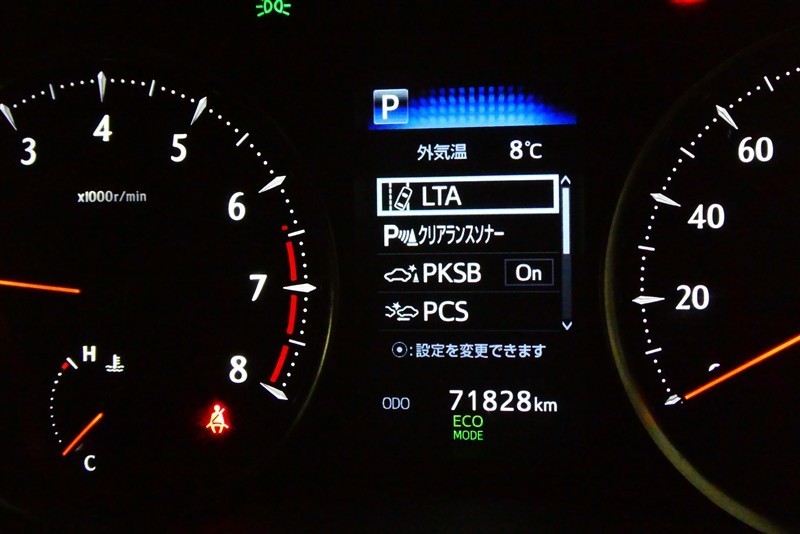 3
4
5
6
7
8
x1000r/min
H
C
P
外気温 8℃
LTA
P クリアランスソナー
PKSB On
PCS
:設定を変更できます
ODO 71828km
ECO
MODE
60
40
20